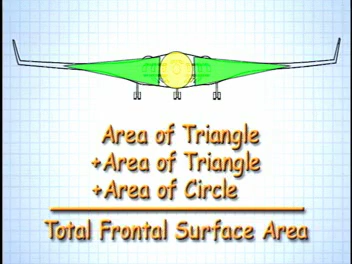 Area of Triangle
+Area of Triangle
+Area of Circle
Total Frontal Surface Area